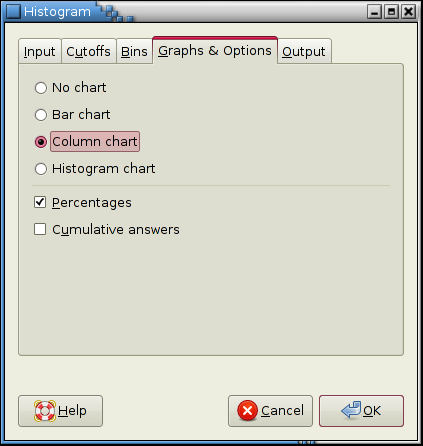 Histogram
Input Cutoffs Bins Graphs & Options Output
No chart
Bar chart
Column chart
Histogram chart
Percentages
Cumulative answers
Help Cancel OK